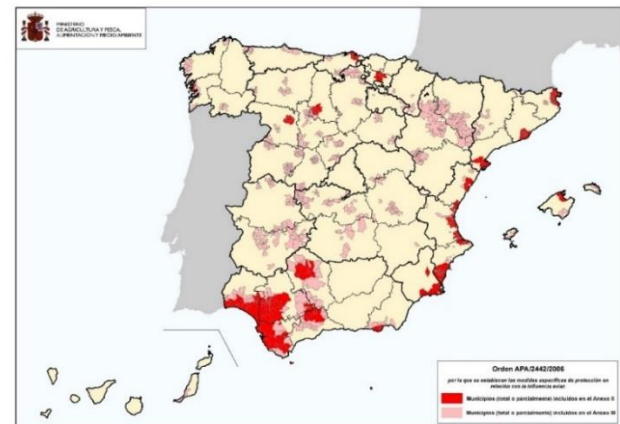 MINISTERIO
DE AGRICULTURA Y PESCA,
ALIMENTACIÓN Y MEDIO AMBIENTE
Orden APA/2442/2006
por la que se establecen las medidas específicas de protección en
relación con la influenza aviar
Municipios (total o parcialmente) incluidos en el Anexo II
Municipios (total o parcialmente) incluidos en el Anexo III